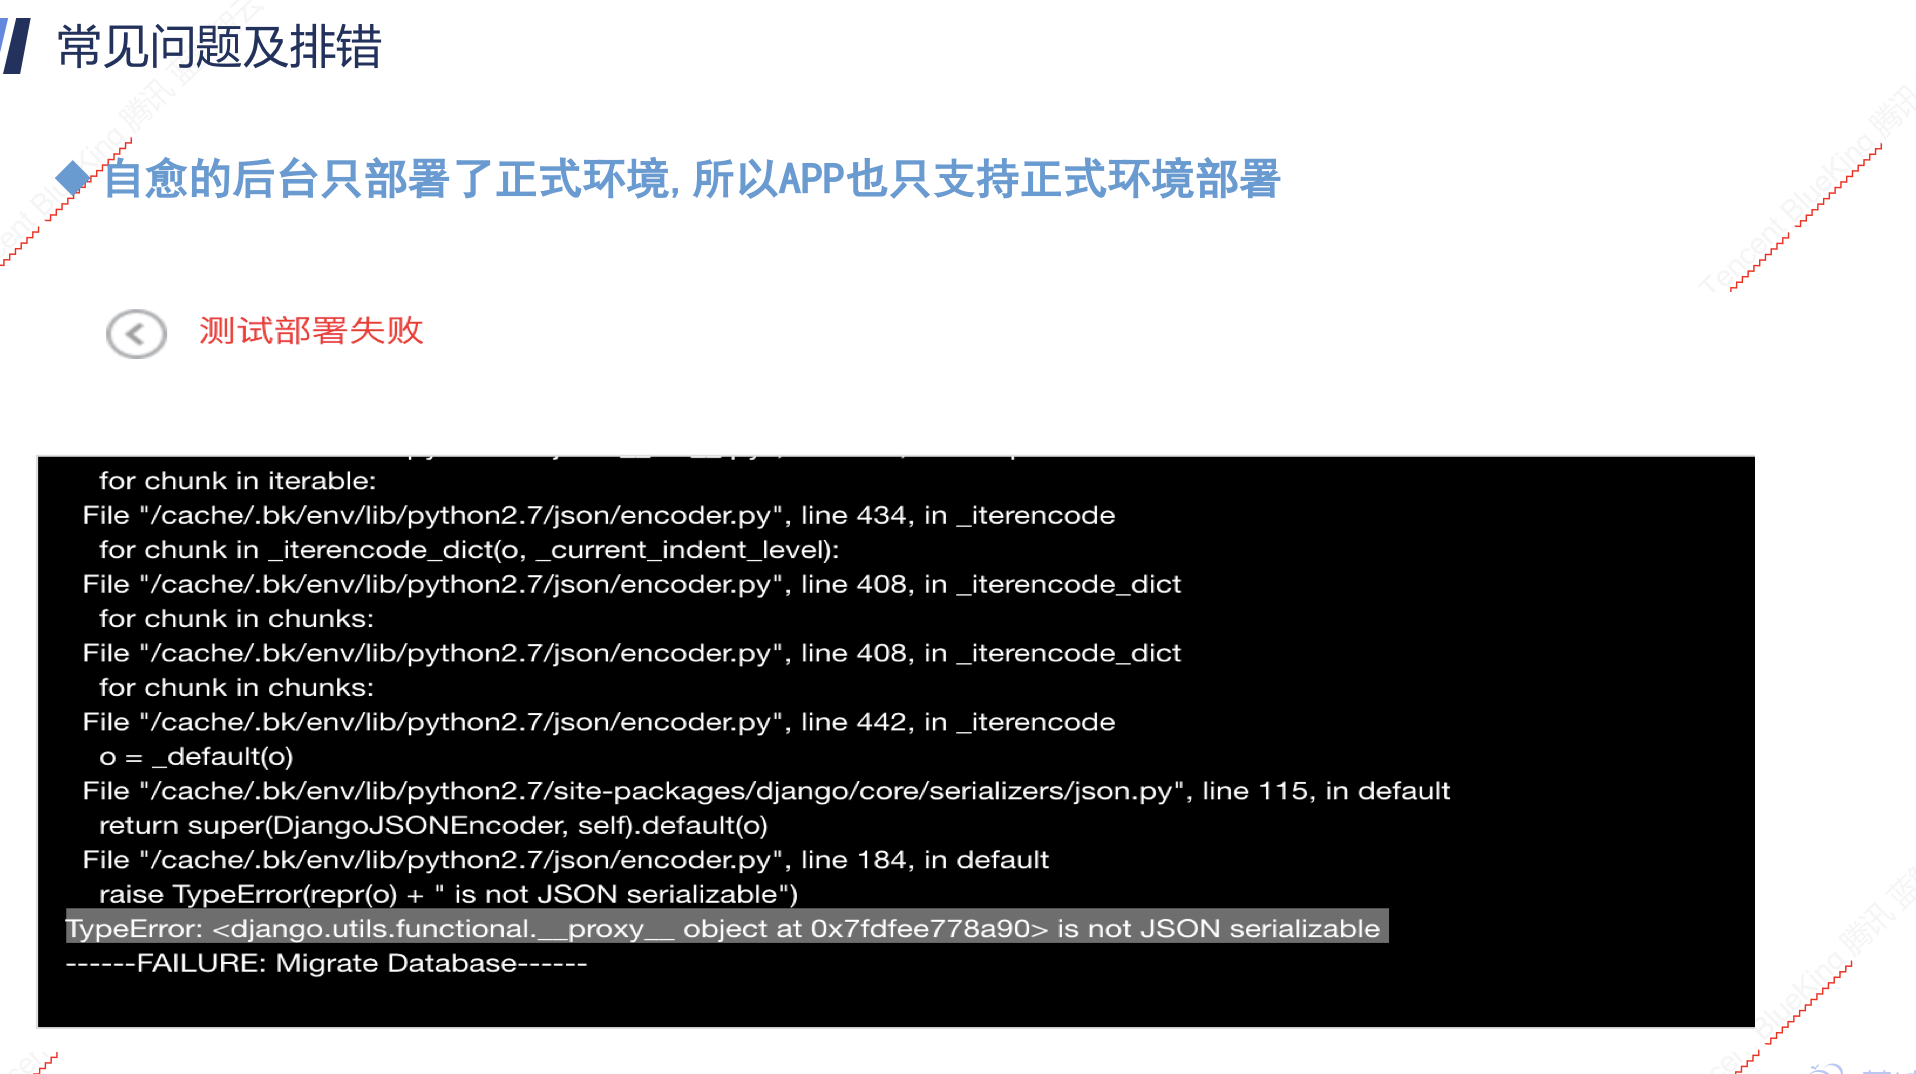 常见问题及排错
自愈的后台只部署了正式环境,所以APP也只支持正式环境部署
测试部署失败
for chunk in iterable:
File "/cache/.bk/env/lib/python2.7/json/encoder.py", line 434, in _iterencode
for chunk in _iterencode_dict(o, _current_indent_level):
File "/cache/.bk/env/lib/python2.7/json/encoder.py", line 408, in _iterencode_dict
for chunk in chunks:
File "/cache/.bk/env/lib/python2.7/json/encoder.py", line 408, in _iterencode_dict
for chunk in chunks:
File "/cache/.bk/env/lib/python2.7/json/encoder.py", line 442, in _iterencode
o = _default(o)
File "/cache/.bk/env/lib/python2.7/site-packages/django/core/serializers/json.py", line 115, in default
return super(DjangoJSONEncoder, self).default(o)
File "/cache/.bk/env/lib/python2.7/json/encoder.py", line 184, in default
raise TypeError(repr(o) + " is not JSON serializable")
TypeError: <django.utils.functional.__proxy__ object at 0x7fdfee778a90> is not JSON serializable
------FAILURE: Migrate Database------
Tencent BlueKing 腾讯